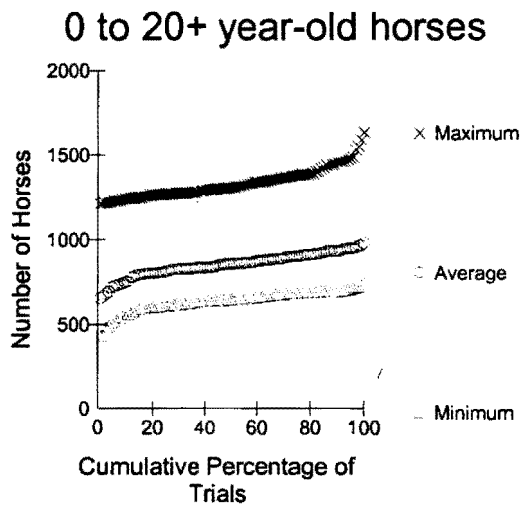 0 to 20+ year-old horses
2000
1500
1000
500
0
Number of Horses
0 20 40 60 80 100
Cumulative Percentage of
Trials
× Maximum
Average
Minimum